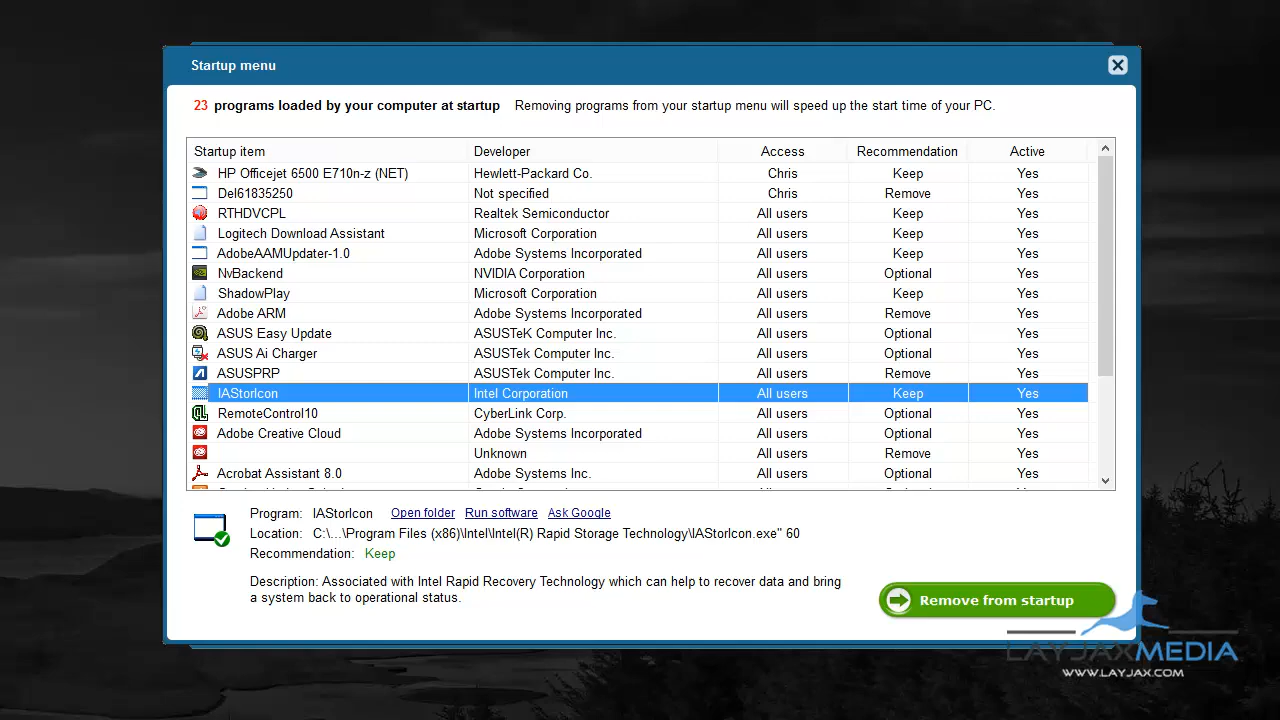 Startup menu
23 programs loaded by your computer at startup Removing programs from your startup menu will speed up the start time of your PC.
Startup item Developer Access Recommendation Active
HP Officejet 6500 E710n-z (NET) Hewlett-Packard Co. Chris Keep Yes
Del61835250 Not specified Chris Remove Yes
RTHDVCPL Realtek Semiconductor All users Keep Yes
Logitech Download Assistant Microsoft Corporation All users Keep Yes
AdobeAAMUpdater-1.0 Adobe Systems Incorporated All users Keep Yes
NvBackend NVIDIA Corporation All users Optional Yes
ShadowPlay Microsoft Corporation All users Keep Yes
Adobe ARM Adobe Systems Incorporated All users Remove Yes
ASUS Easy Update ASUSTeK Computer Inc. All users Optional Yes
ASUS Ai Charger ASUSTek Computer Inc. All users Optional Yes
ASUSPRP ASUSTek Computer Inc. All users Remove Yes
IAStorIcon Intel Corporation All users Keep Yes
RemoteControl10 CyberLink Corp. All users Optional Yes
Adobe Creative Cloud Adobe Systems Incorporated All users Optional Yes
Unknown All users Remove Yes
Acrobat Assistant 8.0 Adobe Systems Inc. All users Optional Yes
Program: IAStorIcon Open folder Run software Ask Google
Location: C:\...\Program Files (x86)\Intel\Intel(R) Rapid Storage Technology\IAStorIcon.exe" 60
Recommendation: Keep
Description: Associated with Intel Rapid Recovery Technology which can help to recover data and bring
a system back to operational status.
Remove from startup
LAYJAXMEDIA
WWW.LAYJAX.COM